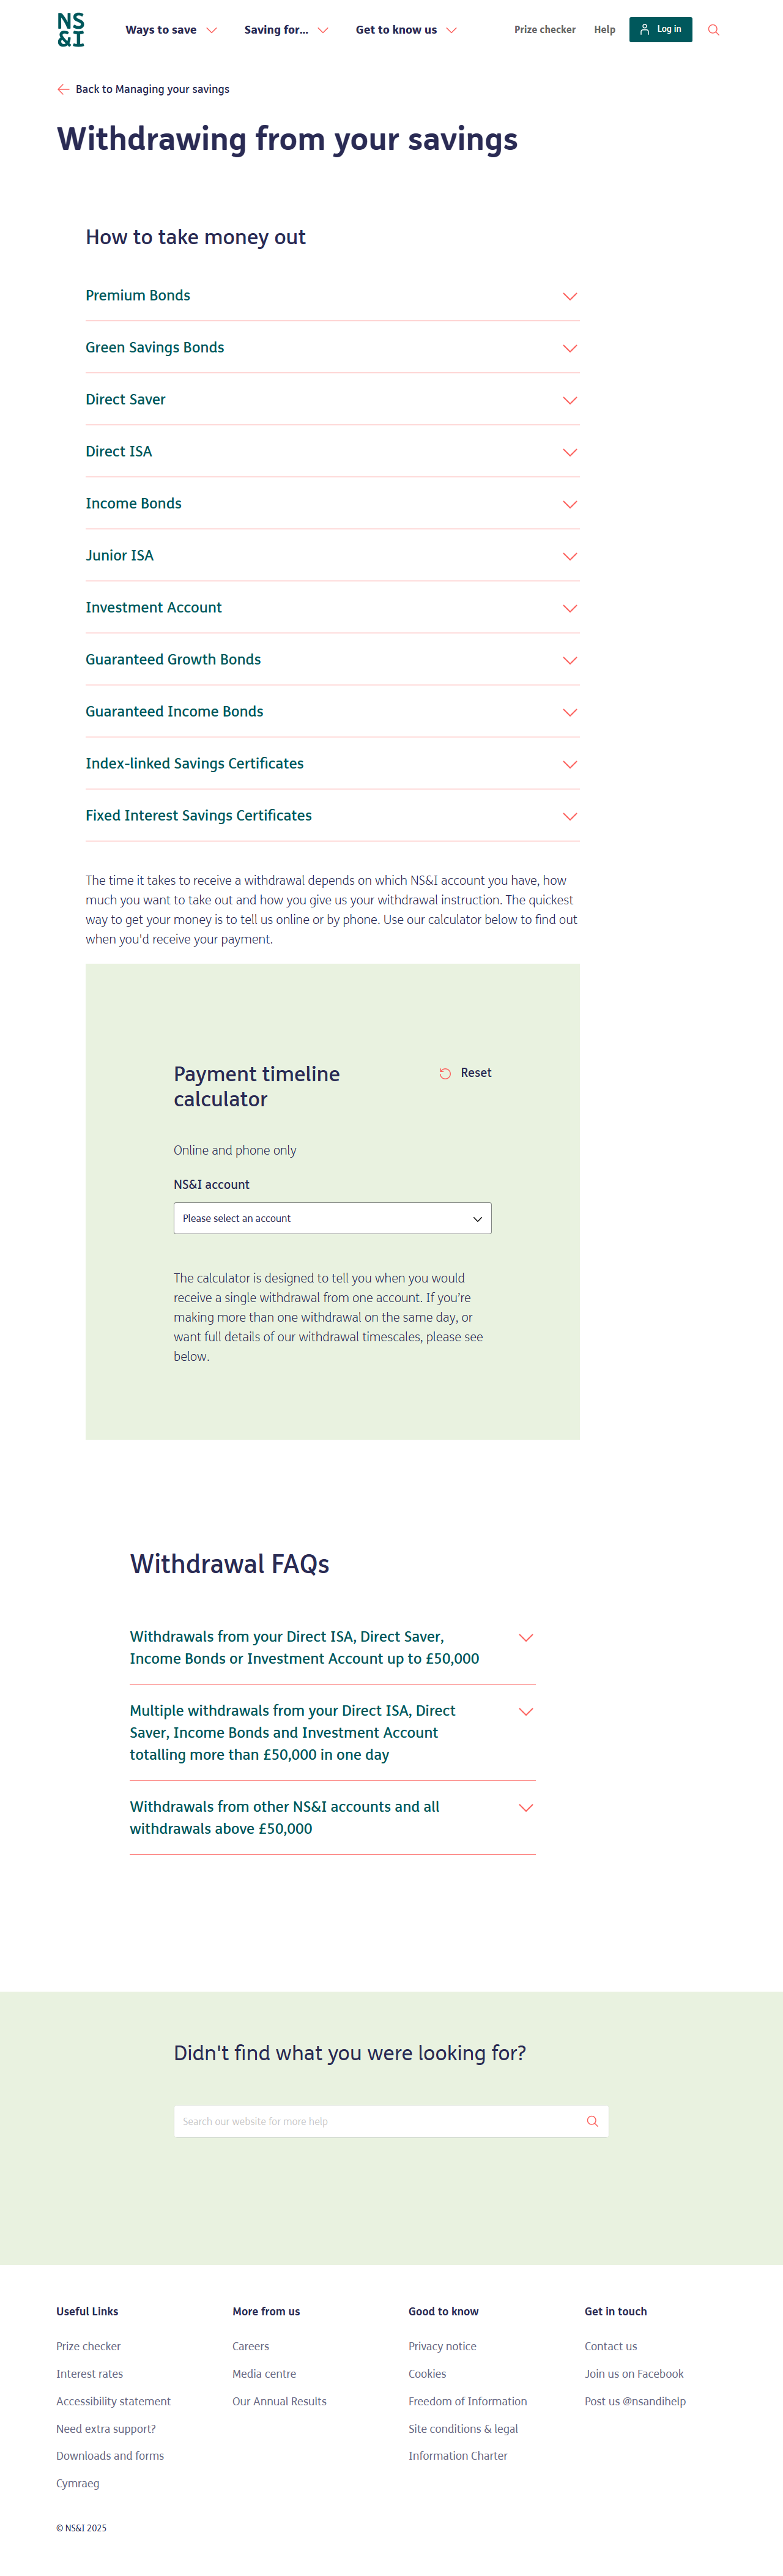 NS
&I
Ways to save
Saving for...
Get to know us
Prize checker
Help
Log in
Back to Managing your savings
Withdrawing from your savings
How to take money out
Premium Bonds
Green Savings Bonds
Direct Saver
Direct ISA
Income Bonds
Junior ISA
Investment Account
Guaranteed Growth Bonds
Guaranteed Income Bonds
Index-linked Savings Certificates
Fixed Interest Savings Certificates
The time it takes to receive a withdrawal depends on which NS&I account you have, how
much you want to take out and how you give us your withdrawal instruction. The quickest
way to get your money is to tell us online or by phone. Use our calculator below to find out
when you'd receive your payment.
Payment timeline
calculator
Reset
Online and phone only
NS&I account
Please select an account
The calculator is designed to tell you when you would
receive a single withdrawal from one account. If you're
making more than one withdrawal on the same day, or
want full details of our withdrawal timescales, please see
below.
Withdrawal FAQs
Withdrawals from your Direct ISA, Direct Saver,
Income Bonds or Investment Account up to £50,000
Multiple withdrawals from your Direct ISA, Direct
Saver, Income Bonds and Investment Account
totalling more than £50,000 in one day
Withdrawals from other NS&I accounts and all
withdrawals above £50,000
Didn't find what you were looking for?
Search our website for more help
Useful Links
Prize checker
Interest rates
Accessibility statement
Need extra support?
Downloads and forms
Cymraeg
More from us
Careers
Media centre
Our Annual Results
Good to know
Privacy notice
Cookies
Freedom of Information
Site conditions & legal
Information Charter
Get in touch
Contact us
Join us on Facebook
Post us @nsandihelp
© NS&I 2025